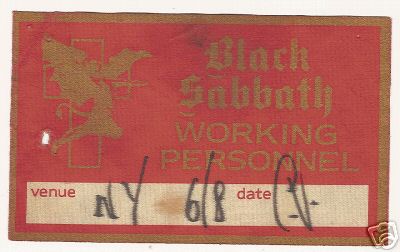 Black
Sabbath
WORKING
PERSONNEL
venue NY 6/8 date